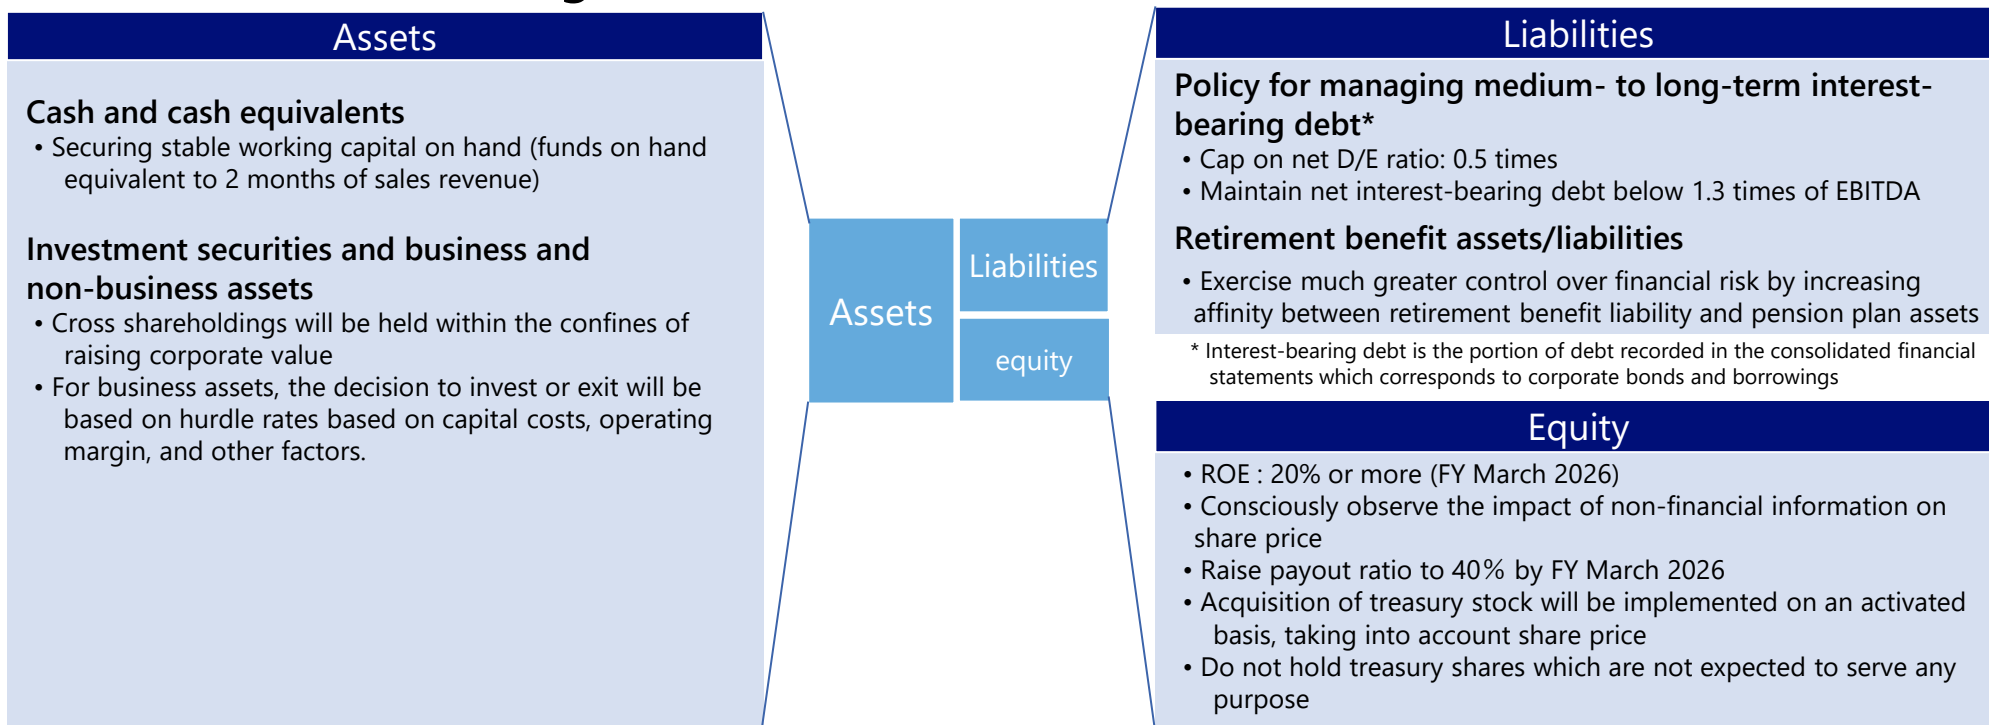 Assets
Cash and cash equivalents
• Securing stable working capital on hand (funds on hand
equivalent to 2 months of sales revenue)
Investment securities and business and
non-business assets
• Cross shareholdings will be held within the confines of
raising corporate value
• For business assets, the decision to invest or exit will be
based on hurdle rates based on capital costs, operating
margin, and other factors.
Assets
Liabilities
equity
Liabilities
Policy for managing medium- to long-term interest-
bearing debt*
• Cap on net D/E ratio: 0.5 times
• Maintain net interest-bearing debt below 1.3 times of EBITDA
Retirement benefit assets/liabilities
• Exercise much greater control over financial risk by increasing
affinity between retirement benefit liability and pension plan assets
* Interest-bearing debt is the portion of debt recorded in the consolidated financial
statements which corresponds to corporate bonds and borrowings
Equity
• ROE : 20% or more (FY March 2026)
• Consciously observe the impact of non-financial information on
share price
• Raise payout ratio to 40% by FY March 2026
• Acquisition of treasury stock will be implemented on an activated
basis, taking into account share price
• Do not hold treasury shares which are not expected to serve any
purpose